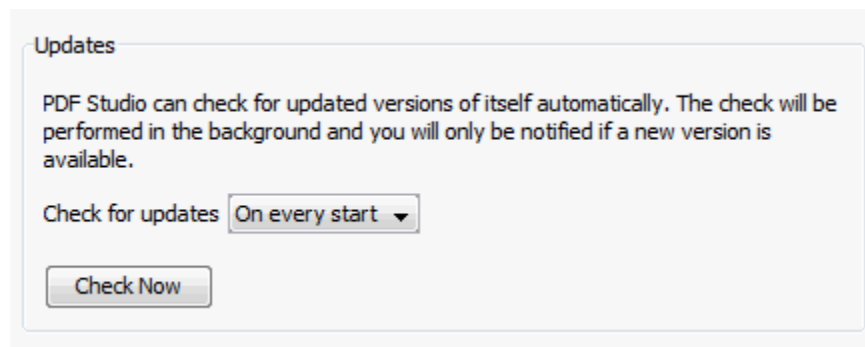 Updates
PDF Studio can check for updated versions of itself automatically. The check will be
performed in the background and you will only be notified if a new version is
available.
Check for updates On every start
Check Now